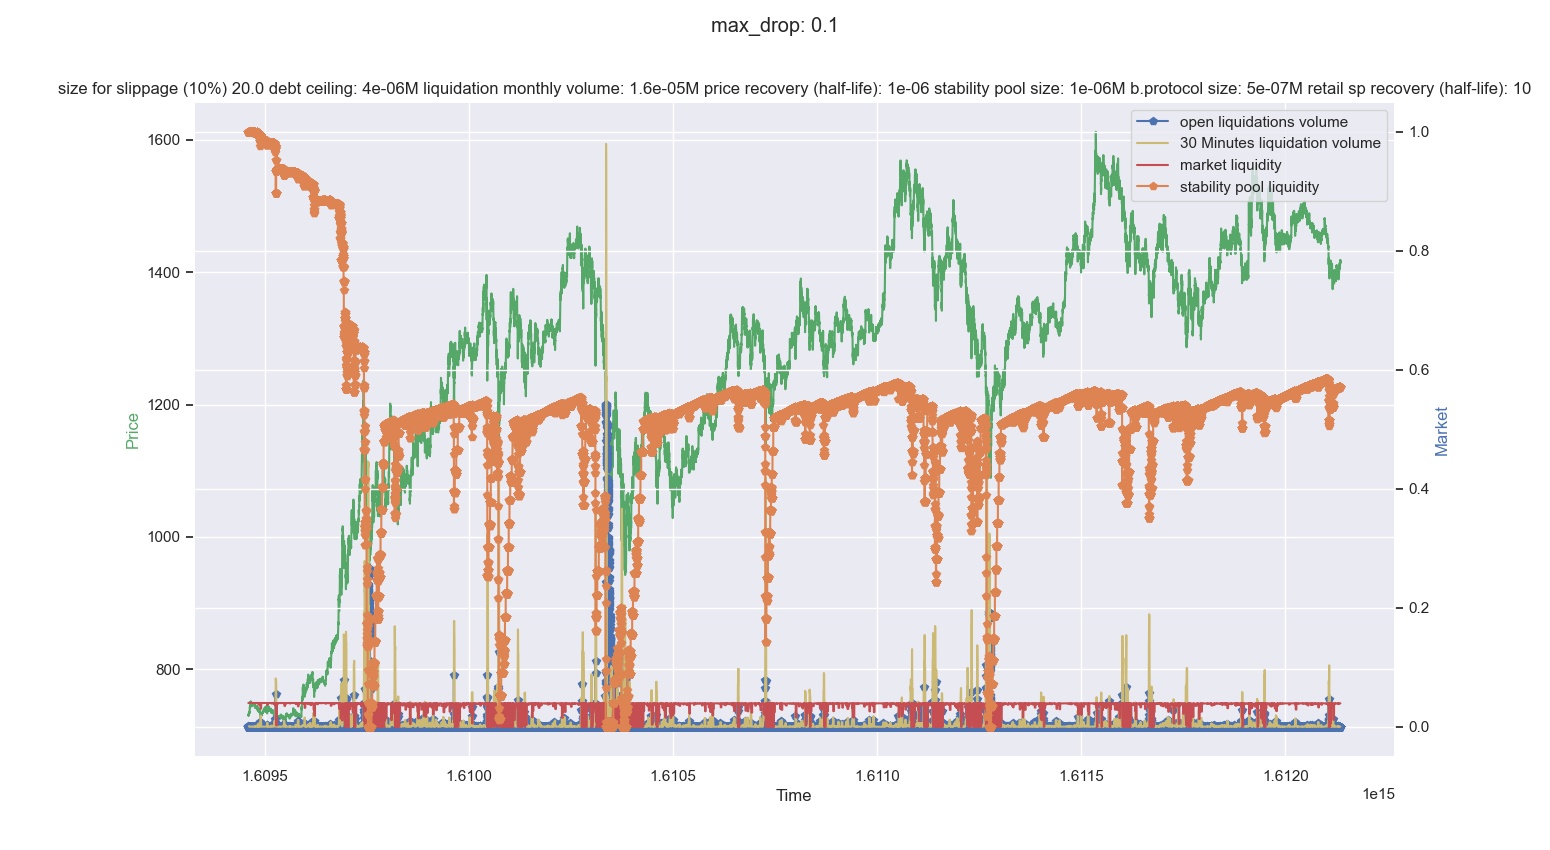 max_drop: 0.1
size for slippage (10%) 20.0 debt ceiling: 4e-06M liquidation monthly volume: 1.6e-05M price recovery (half-life): 1e-06 stability pool size: 1e-06M b.protocol size: 5e-07M retail sp recovery (half-life): 10
open liquidations volume
30 Minutes liquidation volume
market liquidity
stability pool liquidity
1600
1400
1200
1000
800
Price
1.0
0.8
0.6
0.4
0.2
0.0
Market
1.6095
1.6100
1.6105
1.6110
1.6115
1.6120
1e15
Time